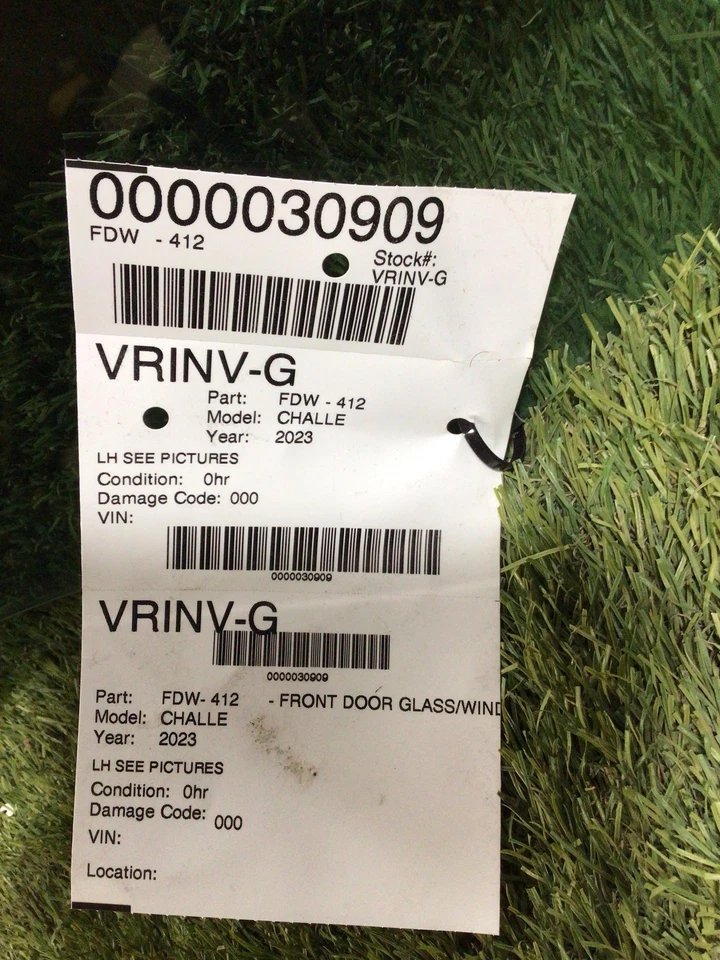 0000030909
FDW - 412
Stock#:
VRINV-G
VRINV-G
Part: FDW - 412
Model: CHALLE
Year: 2023
LH SEE PICTURES
Condition: 0hr
Damage Code: 000
VIN:
0000030909
VRINV-G
0000030909
Part: FDW- 412 - FRONT DOOR GLASS/WIND
Model: CHALLE
Year: 2023
LH SEE PICTURES
Condition: 0hr
Damage Code: 000
VIN:
Location: